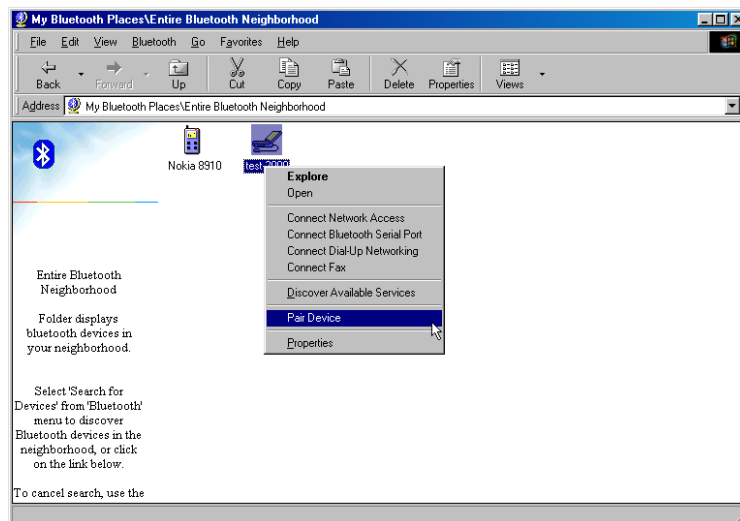 My Bluetooth Places\Entire Bluetooth Neighborhood
File Edit View Bluetooth Go Favorites Help
Back Forward Up Cut Copy Paste Delete Properties Views
Address My Bluetooth Places\Entire Bluetooth Neighborhood
Nokia 8910 test-2000
Explore
Open
Connect Network Access
Connect Bluetooth Serial Port
Connect Dial-Up Networking
Connect Fax
Discover Available Services
Pair Device
Properties
Entire Bluetooth
Neighborhood
Folder displays
bluetooth devices in
your neighborhood.
Select 'Search for
Devices' from 'Bluetooth'
menu to discover
Bluetooth devices in the
neighborhood, or click
on the link below.
To cancel search, use the